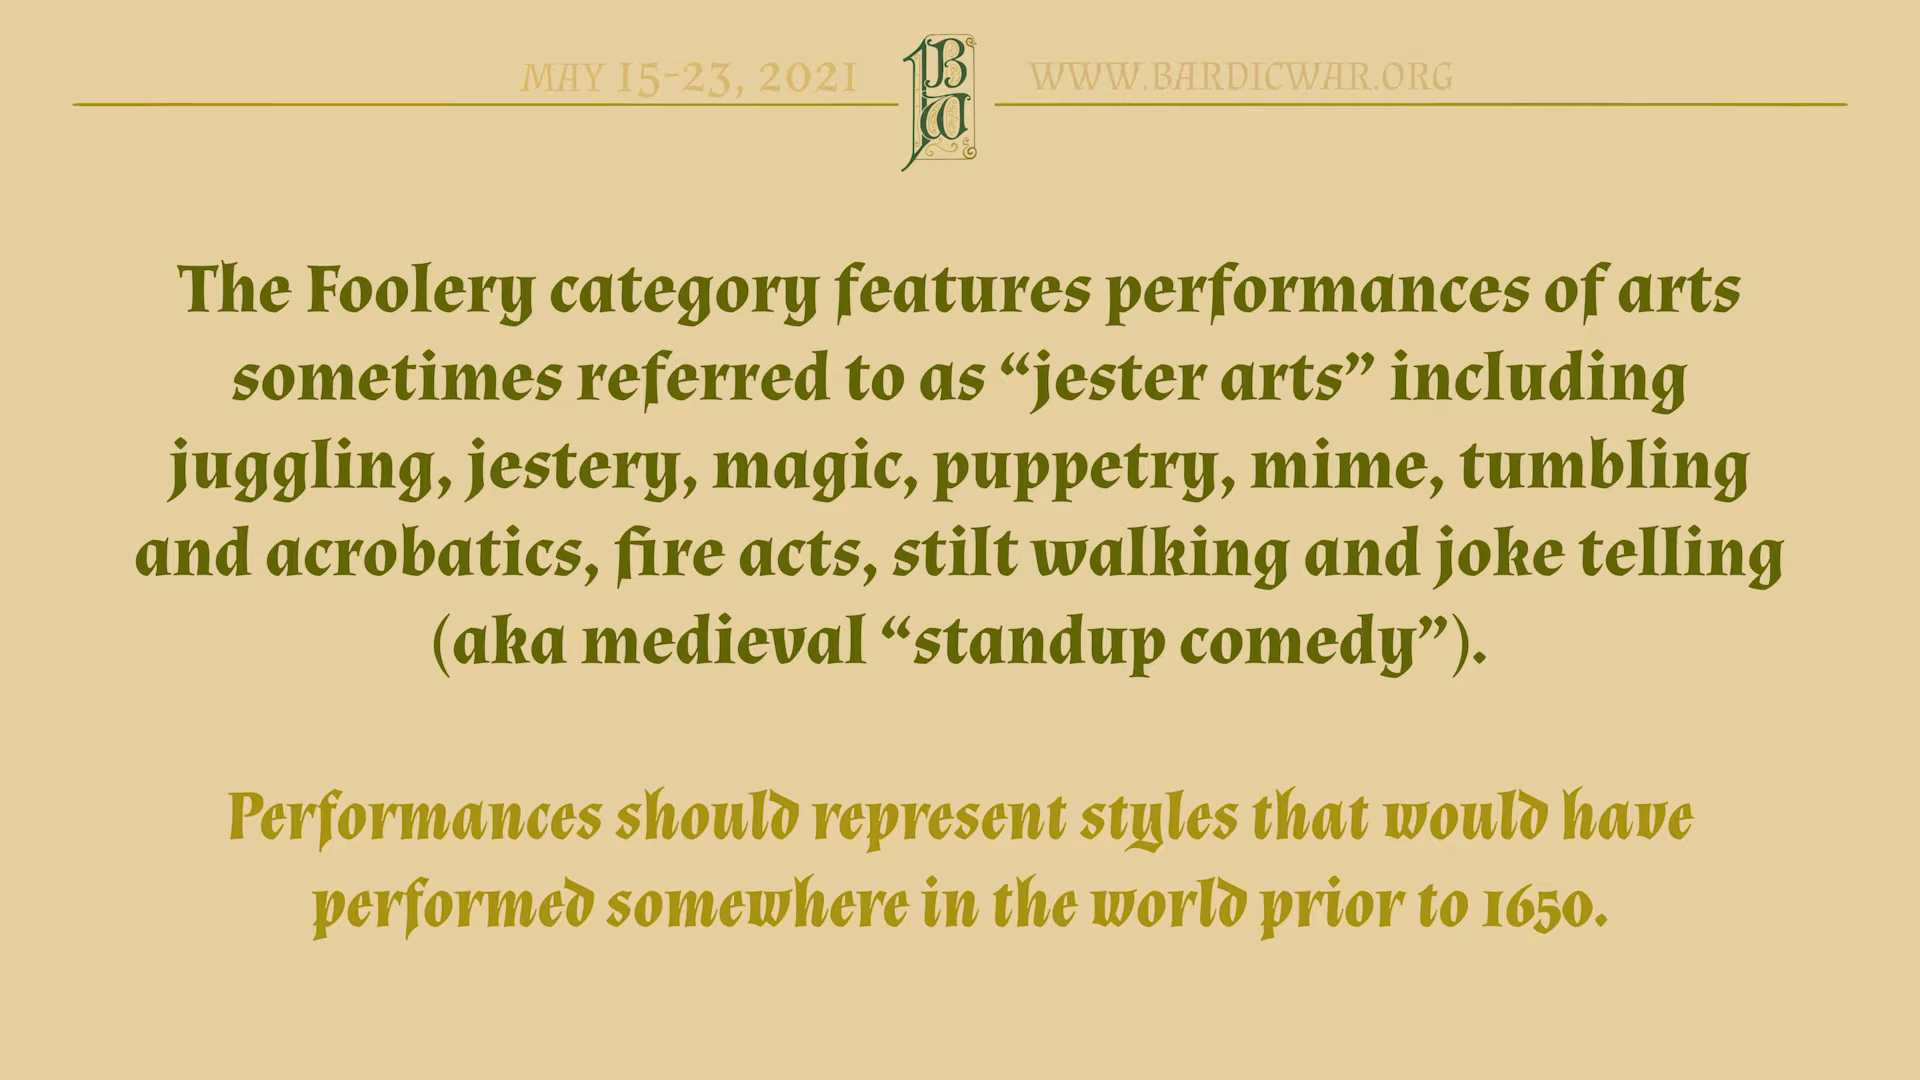 MAY 15-23, 2021
BW
WWW.BARDICWAR.ORG
The Foolery category features performances of arts
sometimes referred to as “jester arts” including
juggling, jestery, magic, puppetry, mime, tumbling
and acrobatics, fire acts, stilt walking and joke telling
(aka medieval “standup comedy”).
Performances should represent styles that would have
performed somewhere in the world prior to 1650.